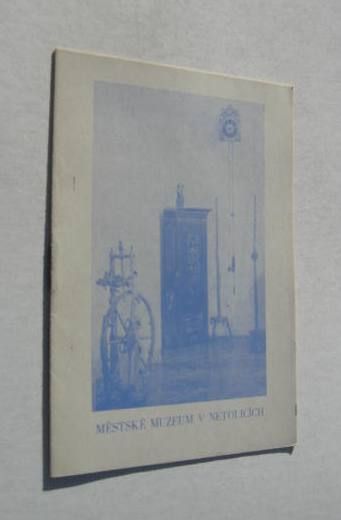 MĚSTSKÉ MUZEUM V NETOLICÍCH